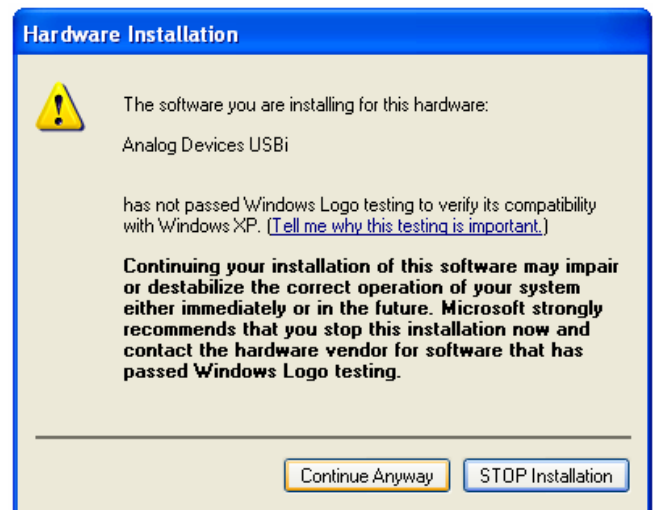 Hardware Installation
The software you are installing for this hardware:
Analog Devices USBi
has not passed Windows Logo testing to verify its compatibility
with Windows XP. (Tell me why this testing is important.)
Continuing your installation of this software may impair
or destabilize the correct operation of your system
either immediately or in the future. Microsoft strongly
recommends that you stop this installation now and
contact the hardware vendor for software that has
passed Windows Logo testing.
Continue Anyway
STOP Installation